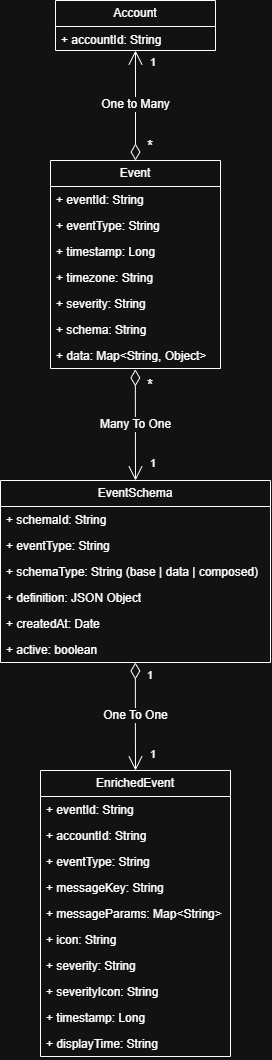 Account
+ accountId: String
1
One to Many
*
Event
+ eventId: String
+ eventType: String
+ timestamp: Long
+ timezone: String
+ severity: String
+ schema: String
+ data: Map<String, Object>
*
Many To One
1
EventSchema
+ schemaId: String
+ eventType: String
+ schemaType: String (base | data | composed)
+ definition: JSON Object
+ createdAt: Date
+ active: boolean
1
One To One
1
EnrichedEvent
+ eventId: String
+ accountId: String
+ eventType: String
+ messageKey: String
+ messageParams: Map<String>
+ icon: String
+ severity: String
+ severityIcon: String
+ timestamp: Long
+ displayTime: String